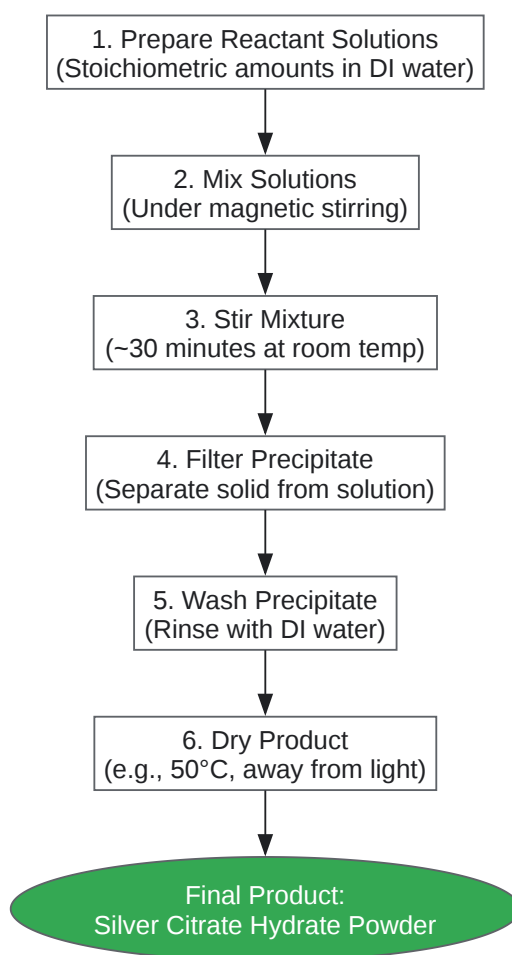 1. Prepare Reactant Solutions
(Stoichiometric amounts in DI water)
2. Mix Solutions
(Under magnetic stirring)
3. Stir Mixture
(~30 minutes at room temp)
4. Filter Precipitate
(Separate solid from solution)
5. Wash Precipitate
(Rinse with DI water)
6. Dry Product
(e.g., 50°C, away from light)
Final Product:
Silver Citrate Hydrate Powder